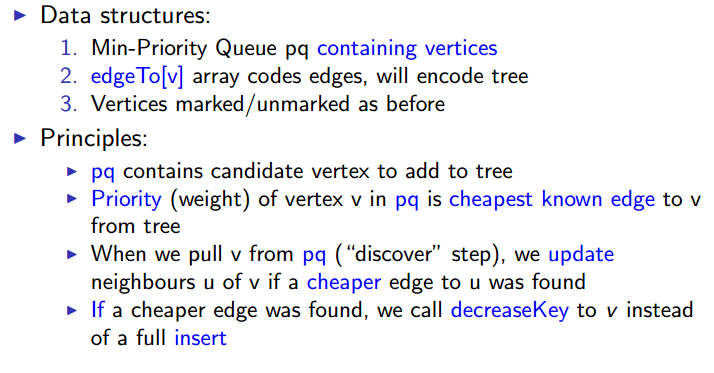 ▶ Data structures:
1. Min-Priority Queue pq containing vertices
2. edgeTo[v] array codes edges, will encode tree
3. Vertices marked/unmarked as before
▶ Principles:
▶ pq contains candidate vertex to add to tree
▶ Priority (weight) of vertex v in pq is cheapest known edge to v
from tree
▶ When we pull v from pq (“discover” step), we update
neighbours u of v if a cheaper edge to u was found
▶ If a cheaper edge was found, we call decreaseKey to v instead
of a full insert